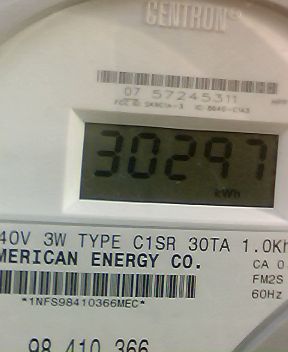 CENTRON®
07 57245311
30297
kWh
40V 3W TYPE C1SR 30TA 1.0Kh
MERICAN ENERGY CO.
CA 0
FM2S
60Hz
*1NFS98410366MEC*
98 410 366